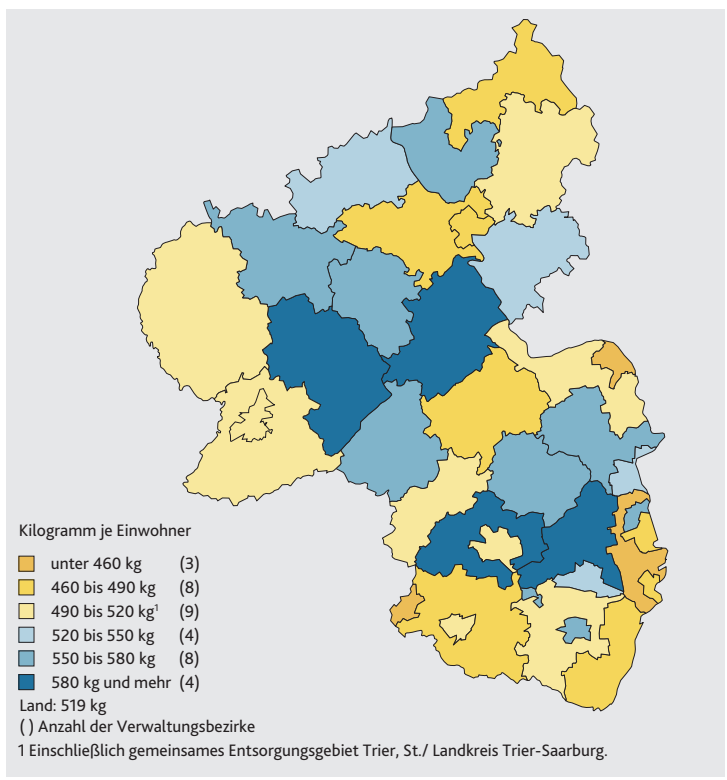 Kilogramm je Einwohner
unter 460 kg (3)
460 bis 490 kg (8)
490 bis 520 kg¹ (9)
520 bis 550 kg (4)
550 bis 580 kg (8)
580 kg und mehr (4)
Land: 519 kg
( ) Anzahl der Verwaltungsbezirke
1 Einschließlich gemeinsames Entsorgungsgebiet Trier, St./ Landkreis Trier-Saarburg.